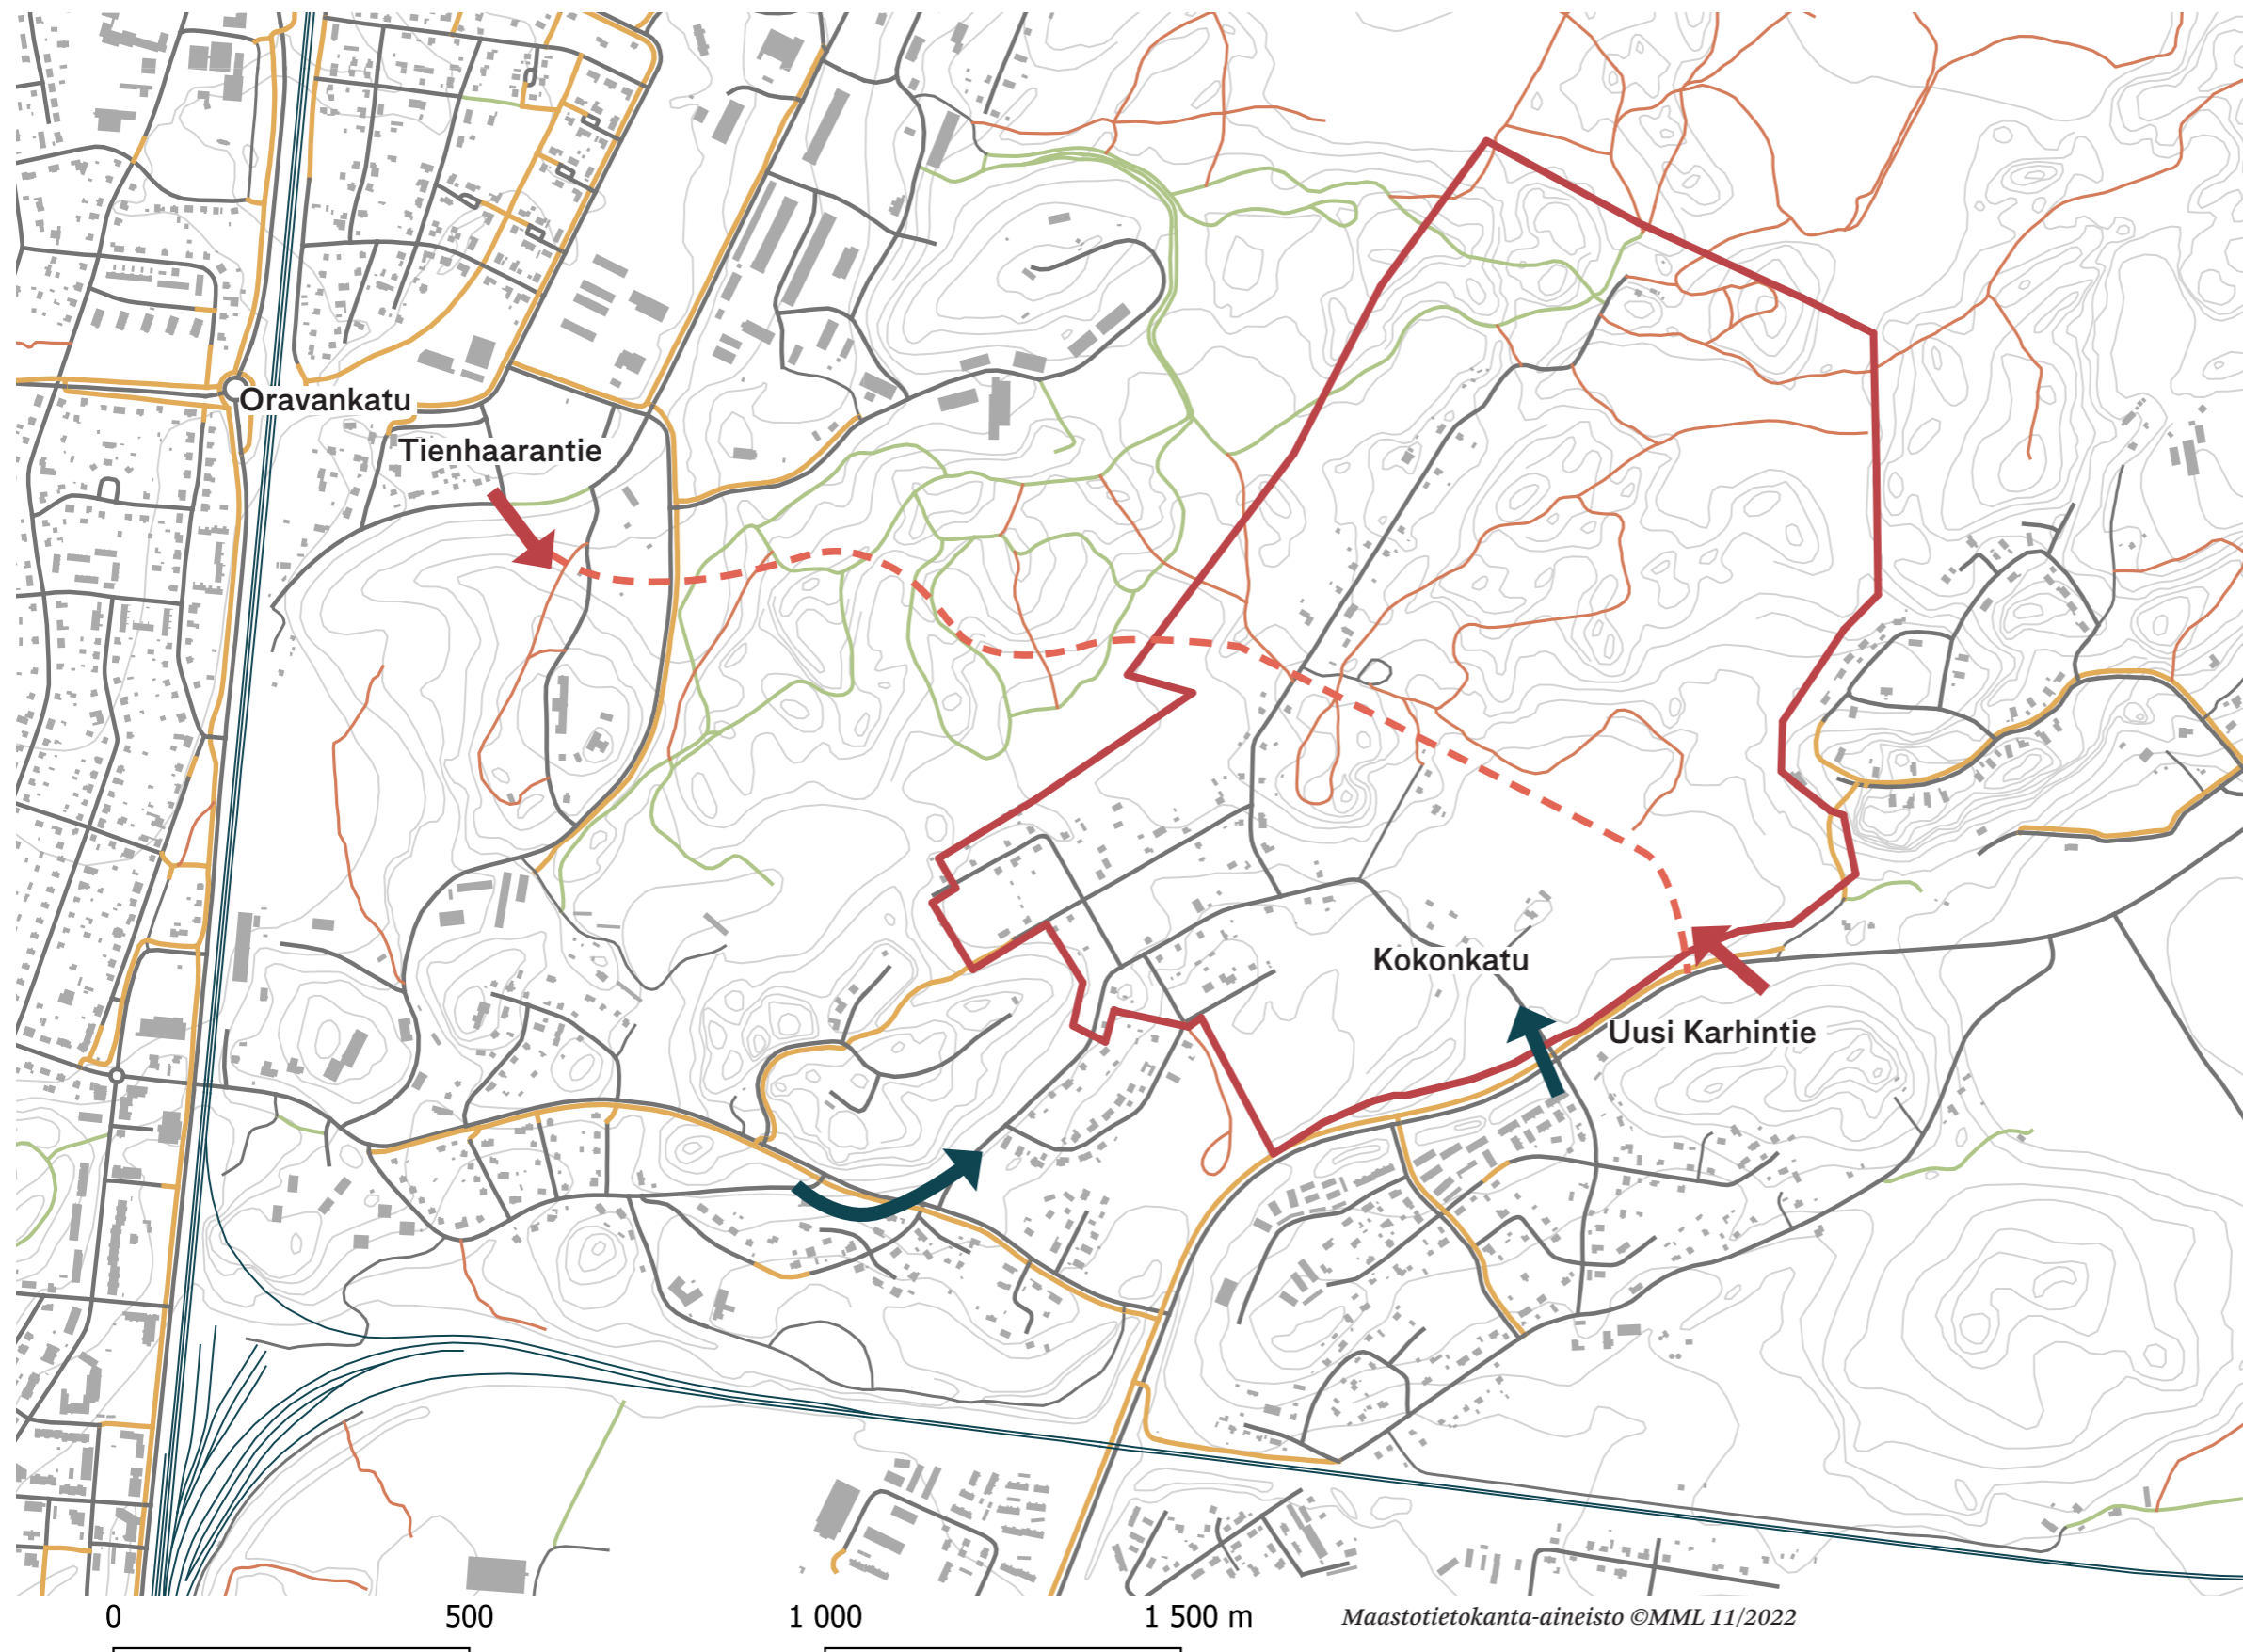 Oravankatu
Tienhaarantie
Kokonkatu
Uusi Karhintie
0 500 1 000 1 500 m
Maastotietokanta-aineisto ©MML 11/2022